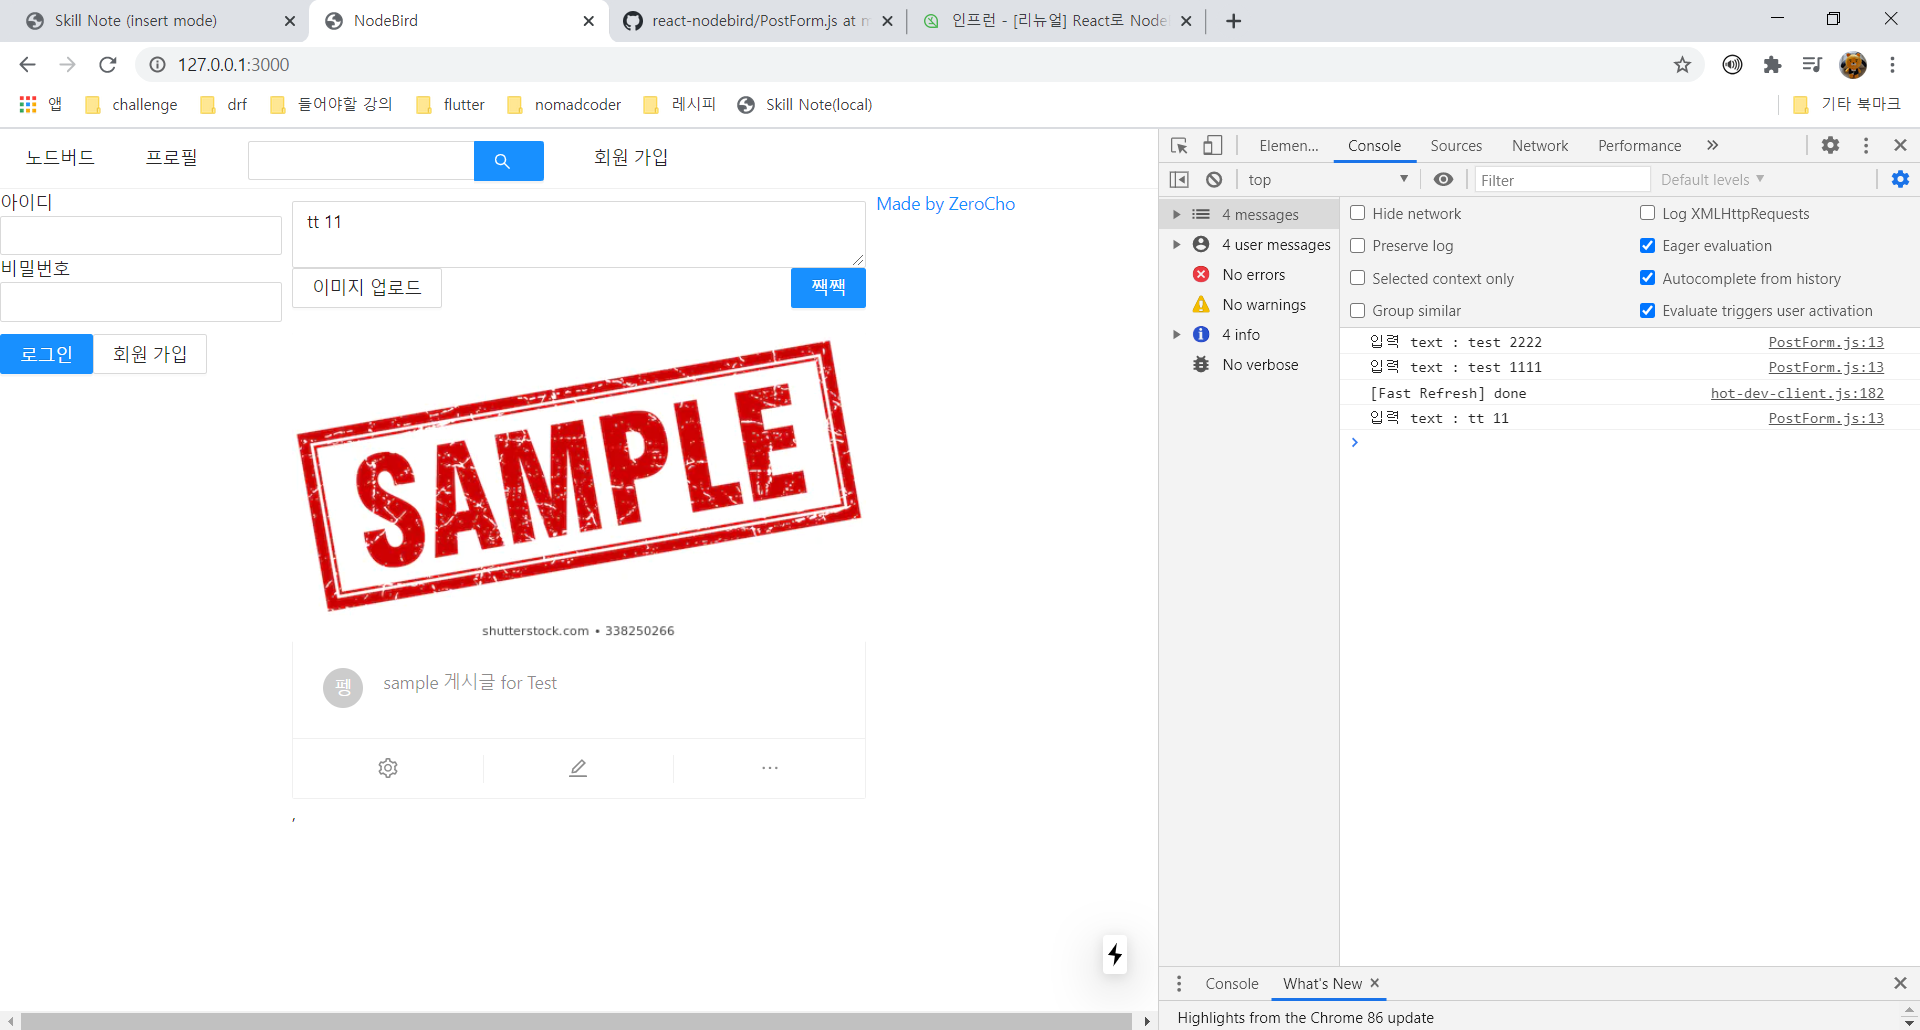 Skill Note (insert mode)
NodeBird
react-nodebird/PostForm.js at m
인프런 - [리뉴얼] React로 Node
127.0.0.1:3000
앱
challenge
drf
들어야할 강의
flutter
nomadcoder
레시피
Skill Note(local)
기타 북마크
노드버드
프로필
회원 가입
아이디
비밀번호
로그인
회원 가입
tt 11
이미지 업로드
짹짹
SAMPLE
shutterstock.com • 338250266
펭
sample 게시글 for Test
,
Made by ZeroCho
Elemen...
Console
Sources
Network
Performance
top
Filter
Default levels
4 messages
4 user messages
No errors
No warnings
4 info
No verbose
Hide network
Log XMLHttpRequests
Preserve log
Eager evaluation
Selected context only
Autocomplete from history
Group similar
Evaluate triggers user activation
입력 text : test 2222 PostForm.js:13
입력 text : test 1111 PostForm.js:13
[Fast Refresh] done hot-dev-client.js:182
입력 text : tt 11 PostForm.js:13
Console
What's New
Highlights from the Chrome 86 update